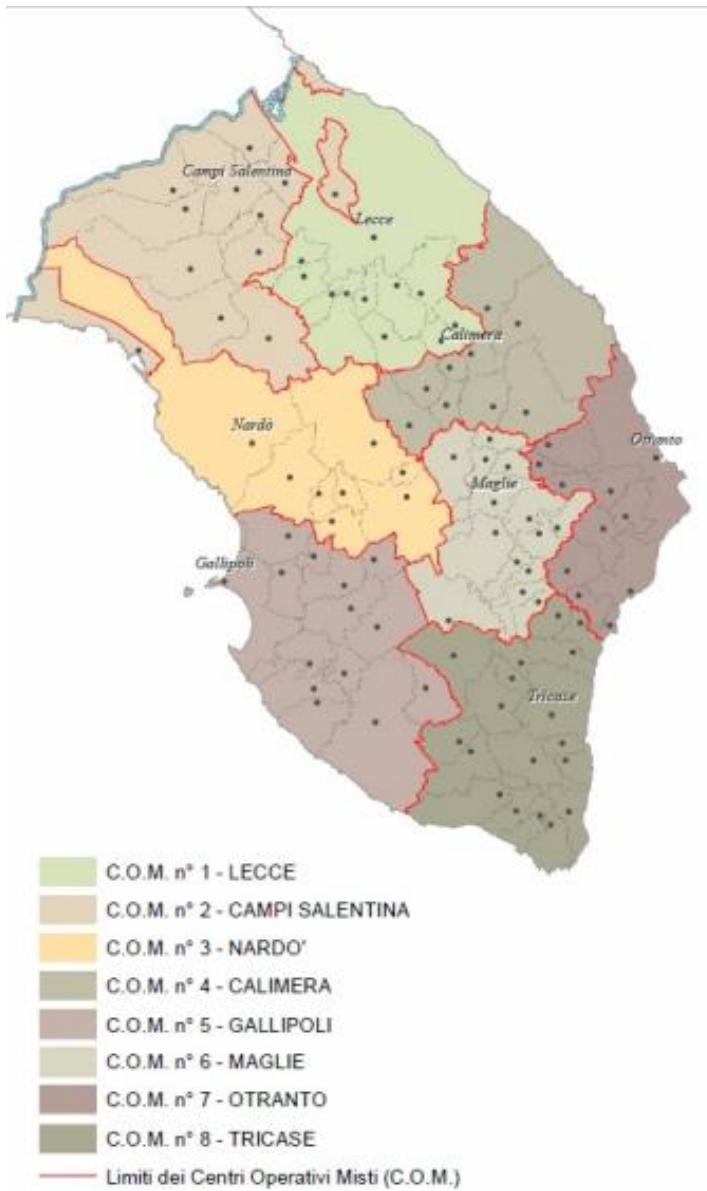 Campi Salentina
Lecce
Calimera
Nardò
Otranto
Maglie
Gallipoli
Tricase
C.O.M. n° 1 - LECCE
C.O.M. n° 2 - CAMPI SALENTINA
C.O.M. n° 3 - NARDO'
C.O.M. n° 4 - CALIMERA
C.O.M. n° 5 - GALLIPOLI
C.O.M. n° 6 - MAGLIE
C.O.M. n° 7 - OTRANTO
C.O.M. n° 8 - TRICASE
Limiti dei Centri Operativi Misti (C.O.M.)